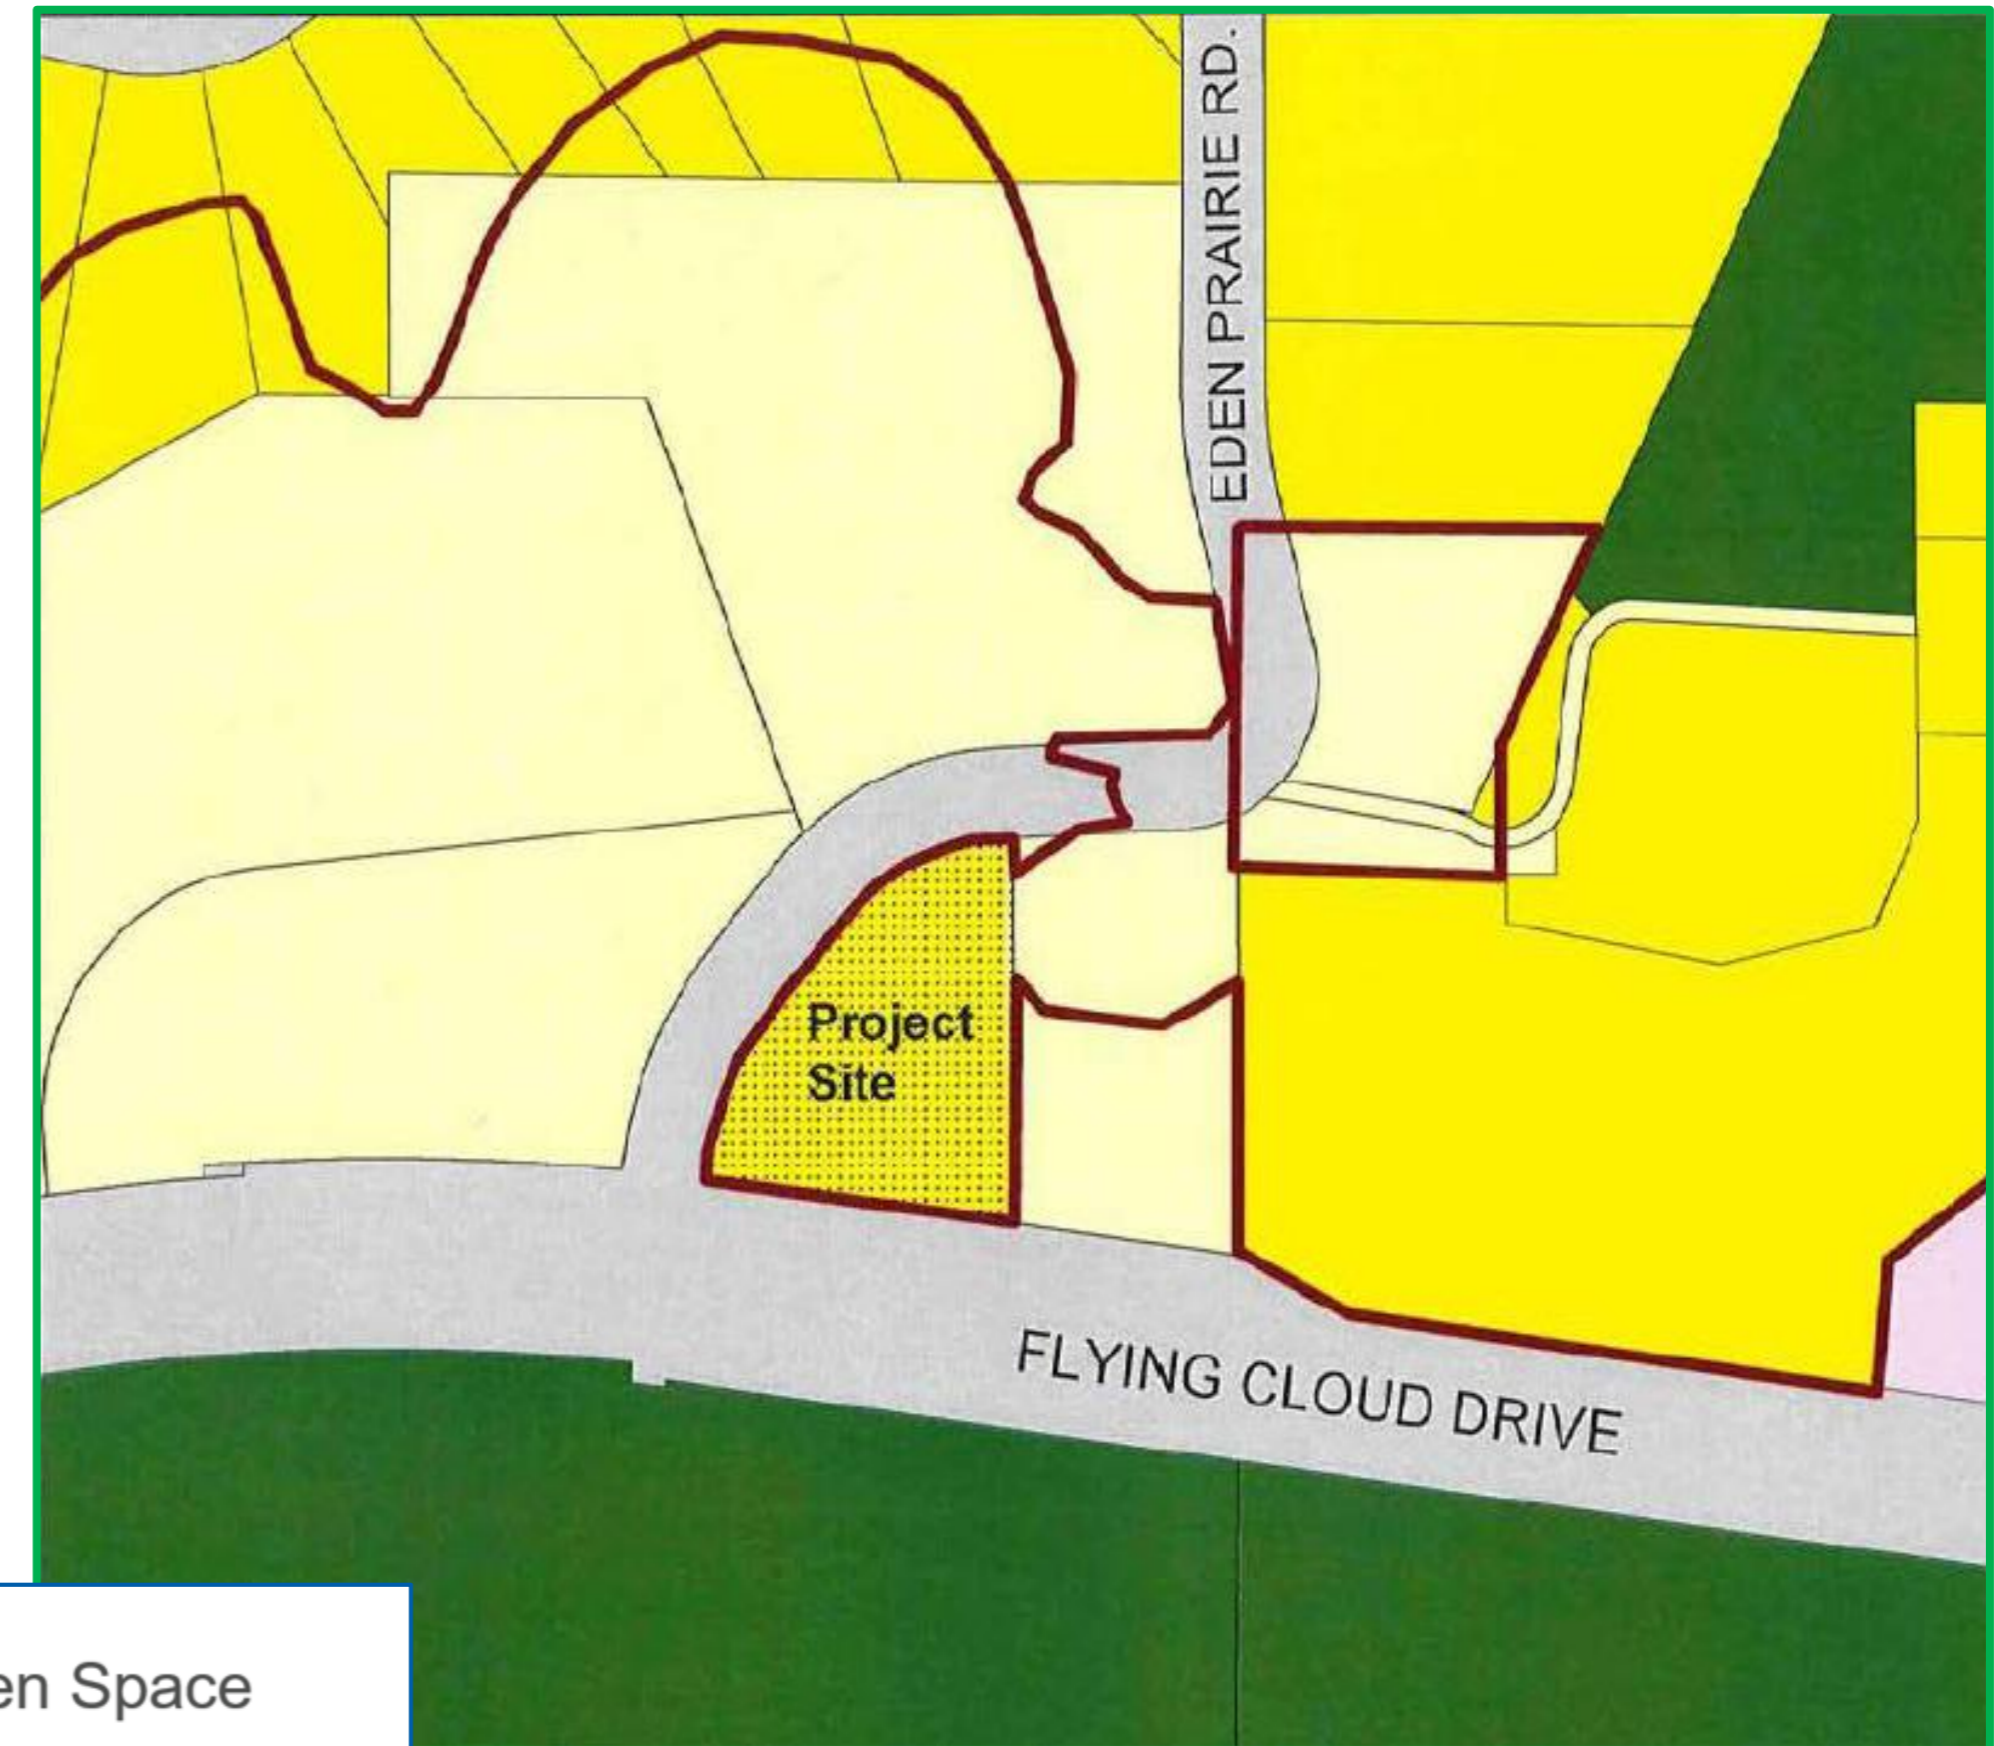 EDEN PRAIRIE RD.
Project
Site
FLYING CLOUD DRIVE
en Space